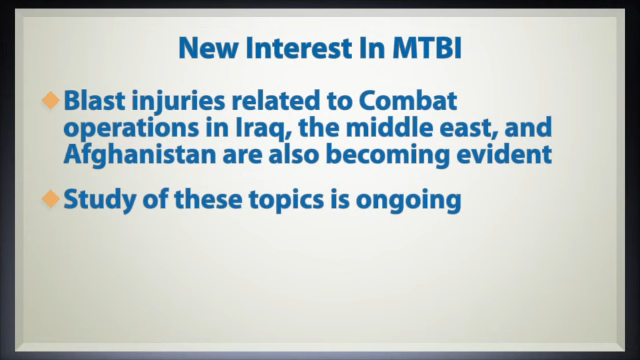 New Interest In MTBI
Blast injuries related to Combat
operations in Iraq, the middle east, and
Afghanistan are also becoming evident
Study of these topics is ongoing